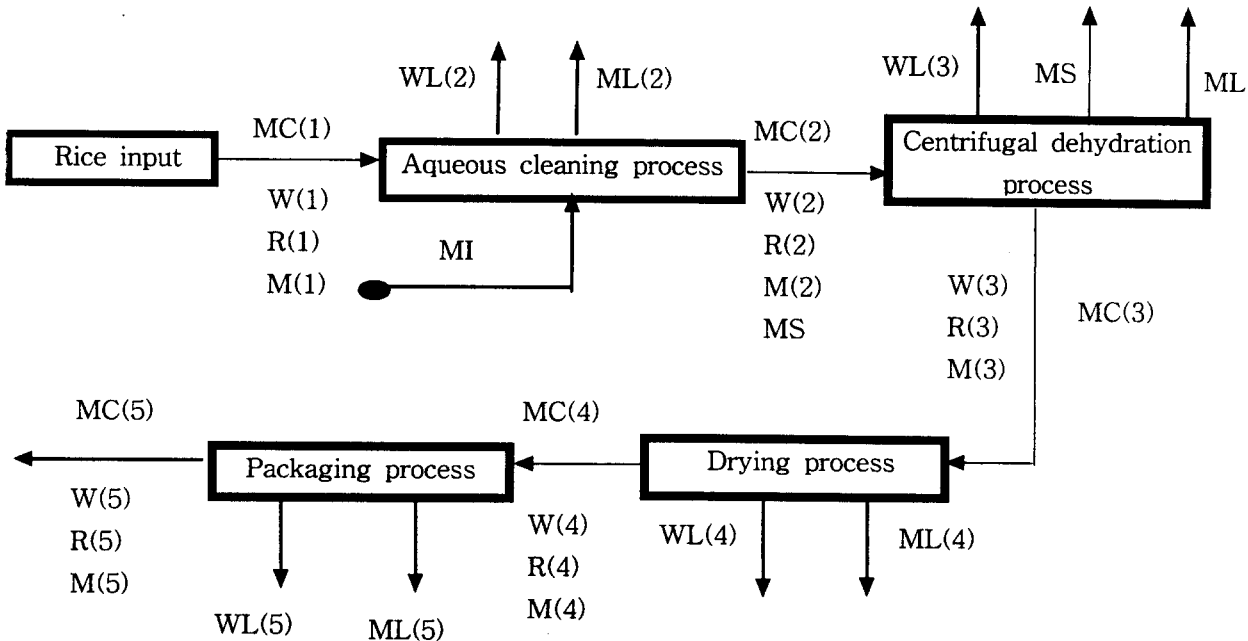 WL(2)
ML(2)
WL(3)
MS
ML
Rice input
MC(1)
Aqueous cleaning process
MC(2)
Centrifugal dehydration
process
W(1)
R(1)
M(1)
MI
W(2)
R(2)
M(2)
MS
W(3)
R(3)
M(3)
MC(3)
MC(5)
Packaging process
MC(4)
Drying process
W(5)
R(5)
M(5)
WL(5)
ML(5)
W(4)
R(4)
M(4)
WL(4)
ML(4)